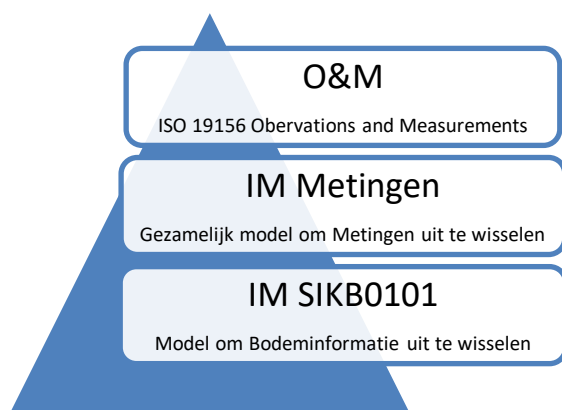 O&M
ISO 19156 Obervations and Measurements
IM Metingen
Gezamelijk model om Metingen uit te wisselen
IM SIKB0101
Model om Bodeminformatie uit te wisselen